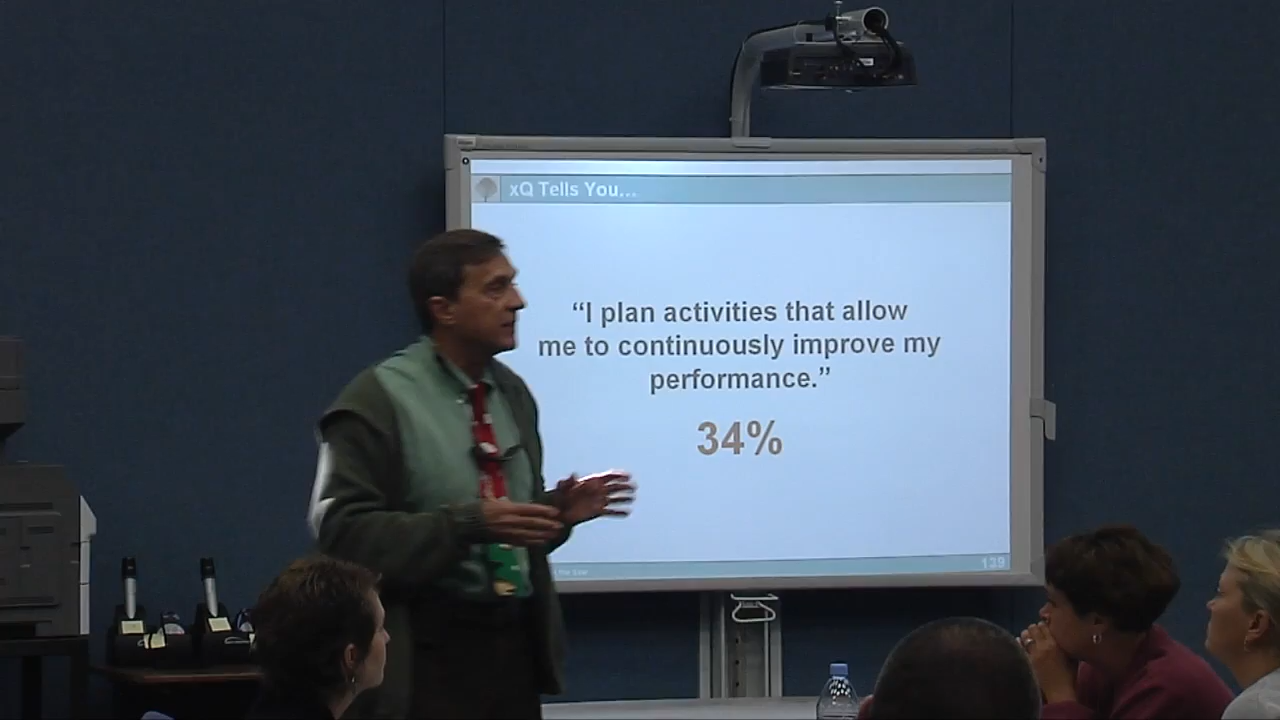 xQ Tells You...
“I plan activities that allow
me to continuously improve my
performance.”
34%
139